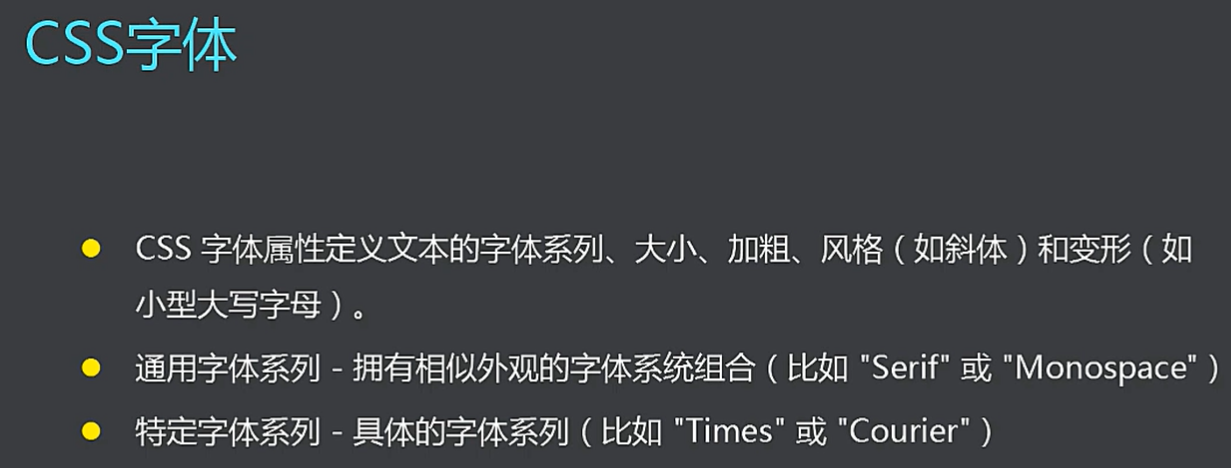 CSS字体
CSS 字体属性定义文本的字体系列、大小、加粗、风格（如斜体）和变形（如
小型大写字母）。
通用字体系列 - 拥有相似外观的字体系统组合（比如 "Serif" 或 "Monospace"）
特定字体系列 - 具体的字体系列（比如 "Times" 或 "Courier"）